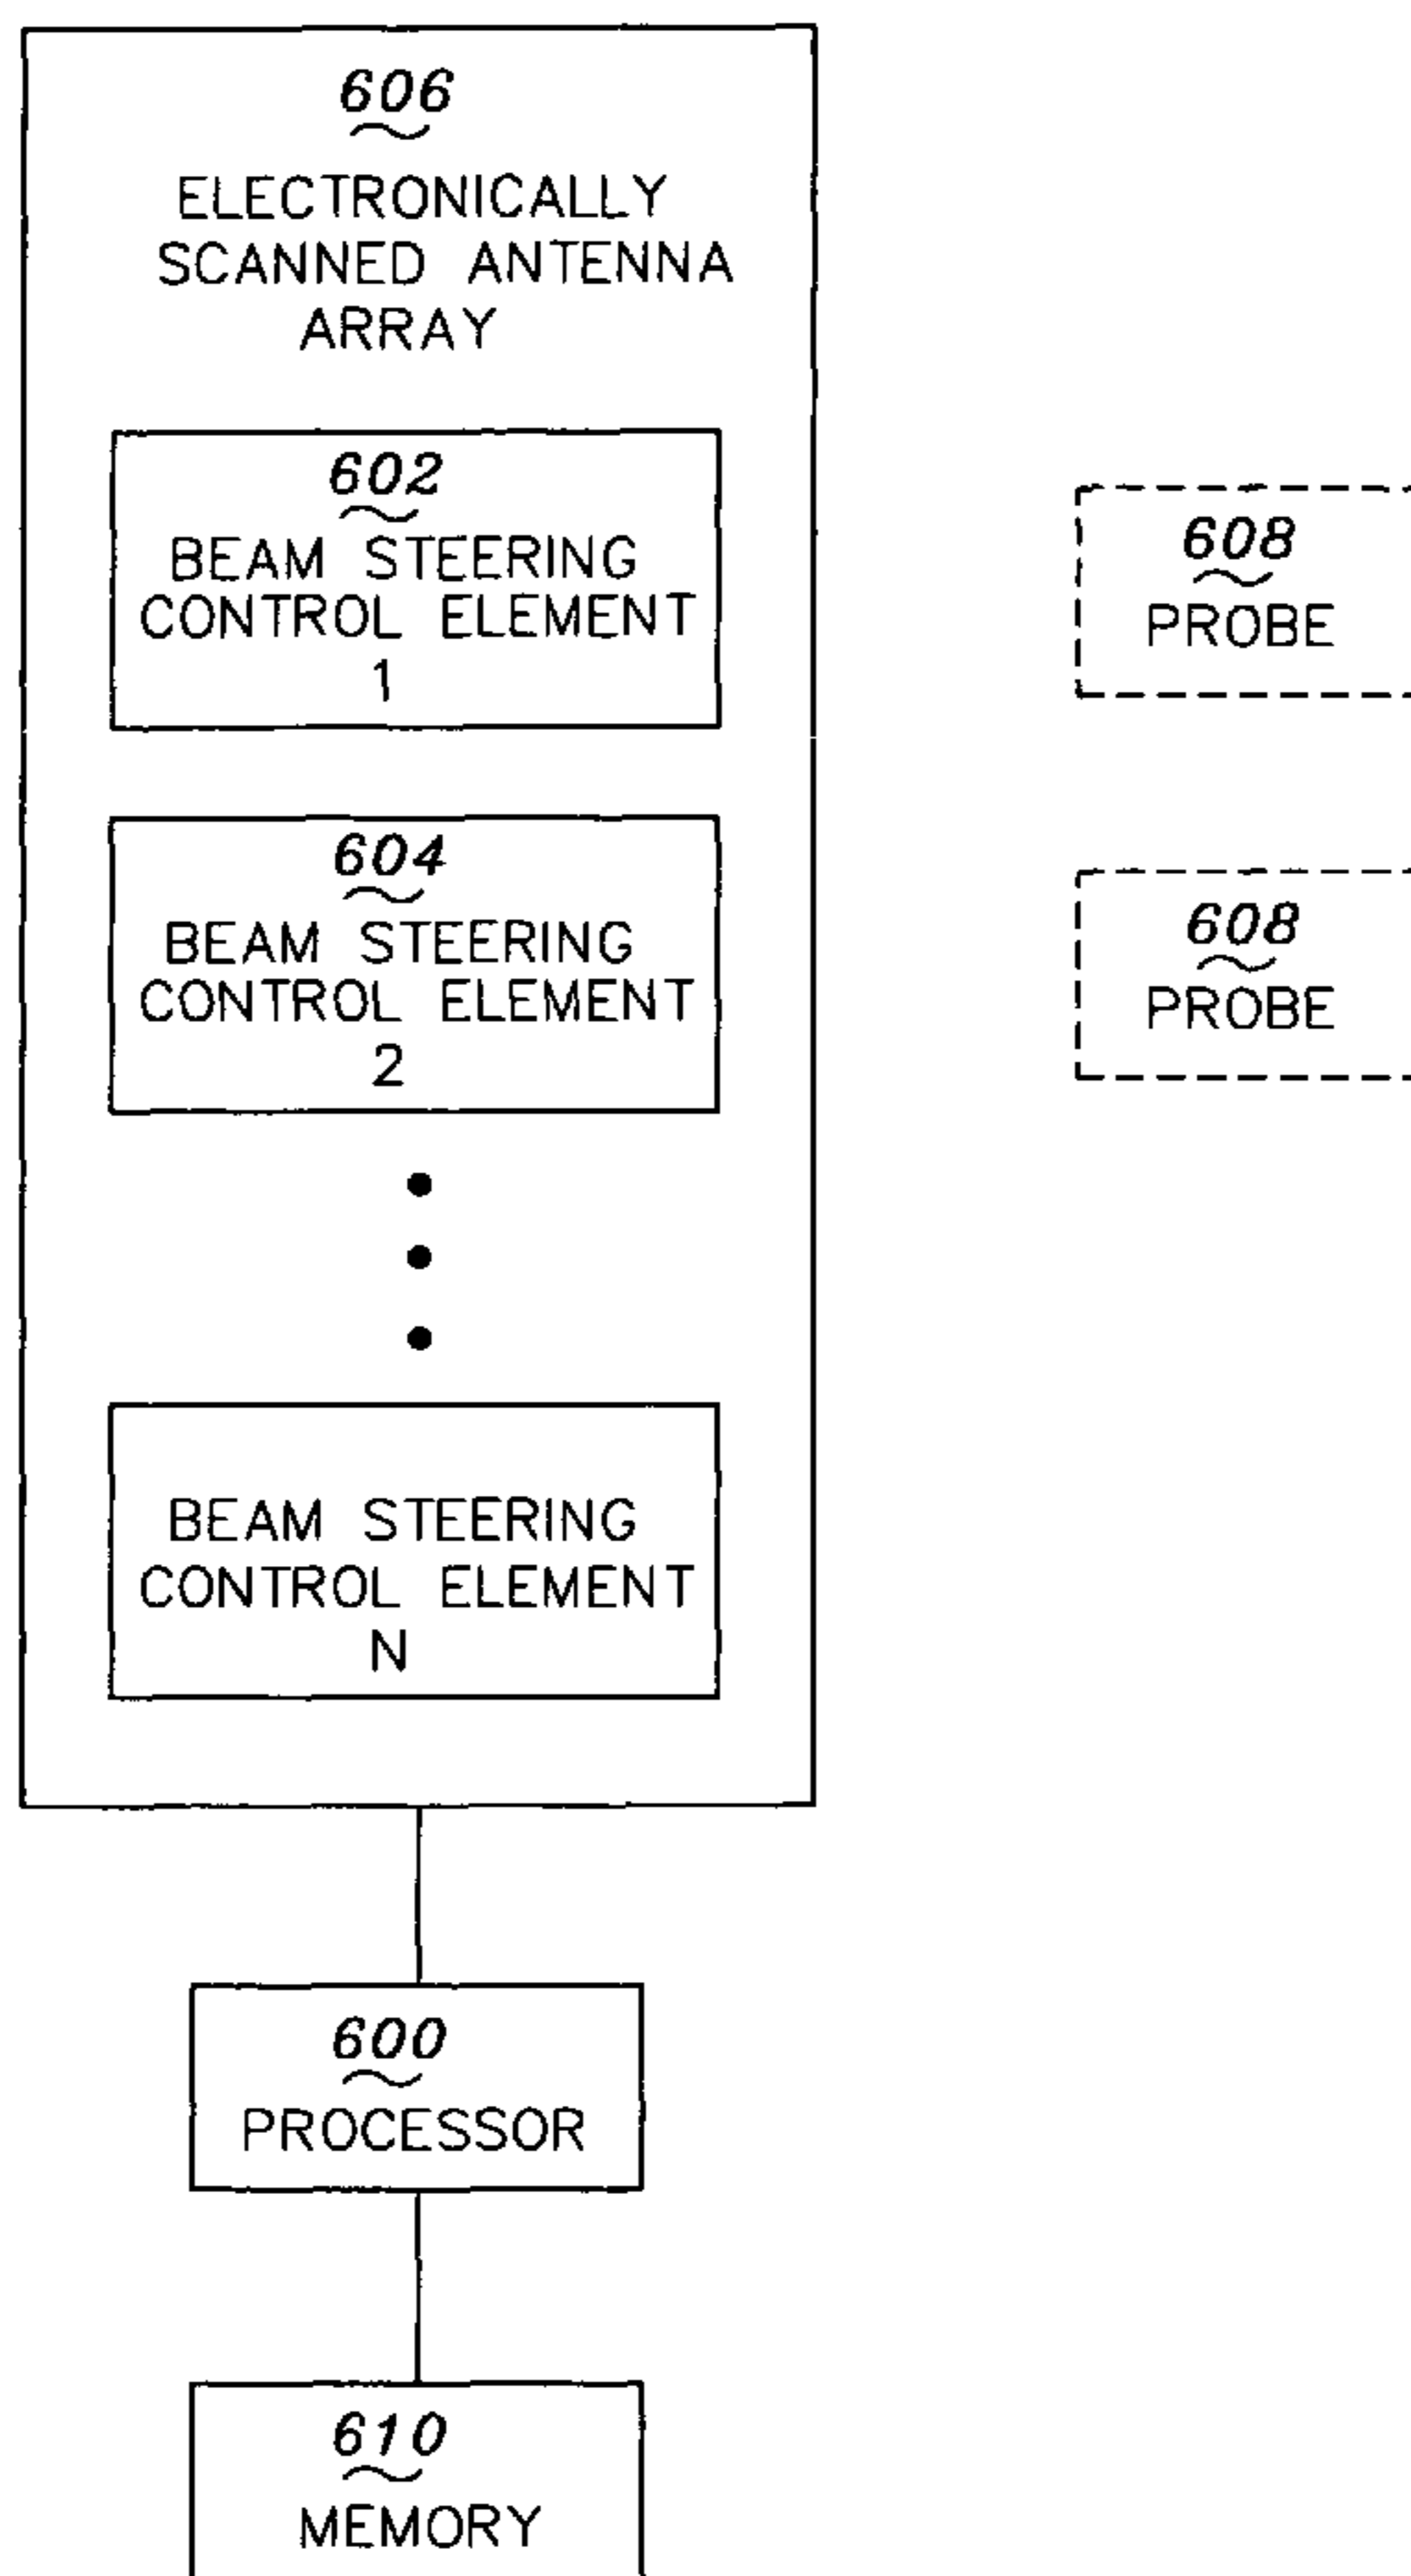 606
ELECTRONICALLY
SCANNED ANTENNA
ARRAY
602
BEAM STEERING
CONTROL ELEMENT
1
608
PROBE
604
BEAM STEERING
CONTROL ELEMENT
2
608
PROBE
BEAM STEERING
CONTROL ELEMENT
N
600
PROCESSOR
610
MEMORY